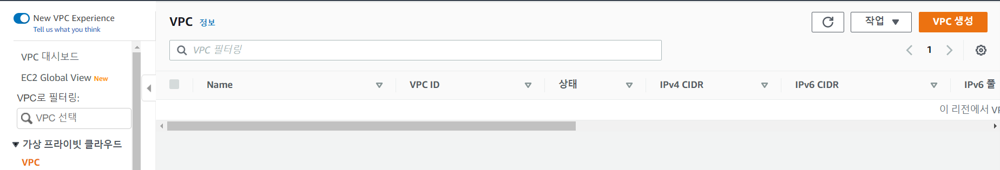 New VPC Experience
Tell us what you think
VPC 대시보드
EC2 Global View New
VPC로 필터링:
VPC 선택
가상 프라이빗 클라우드
VPC
VPC 정보
작업
VPC 생성
VPC 필터링
1
Name VPC ID 상태 IPv4 CIDR IPv6 CIDR IPv6 풀
이 리전에서